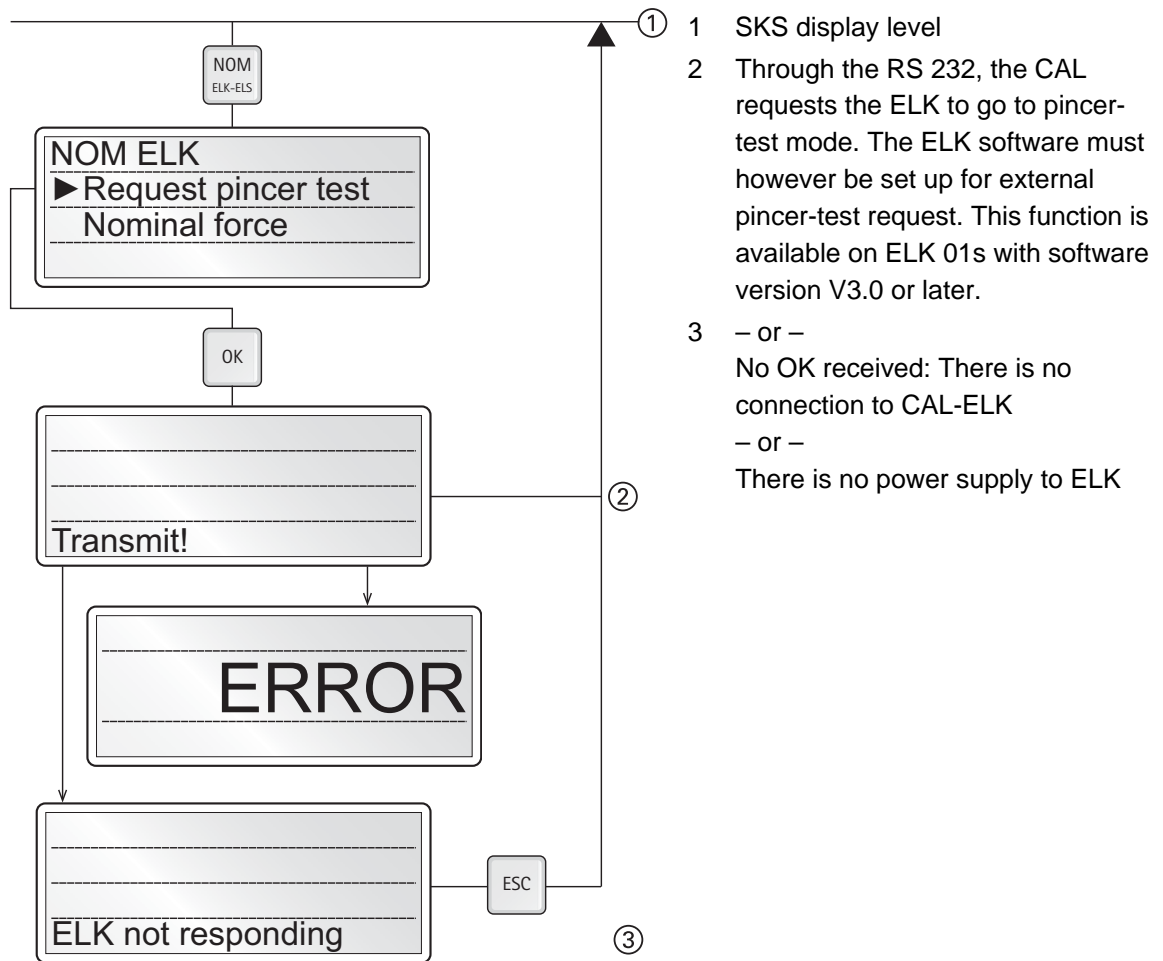 ①
NOM
ELK-ELS
NOM ELK
►Request pincer test
Nominal force
OK
Transmit!
②
ERROR
ELK not responding
ESC
③
1 SKS display level
2 Through the RS 232, the CAL
requests the ELK to go to pincer-
test mode. The ELK software must
however be set up for external
pincer-test request. This function is
available on ELK 01s with software
version V3.0 or later.
3 – or –
No OK received: There is no
connection to CAL-ELK
– or –
There is no power supply to ELK